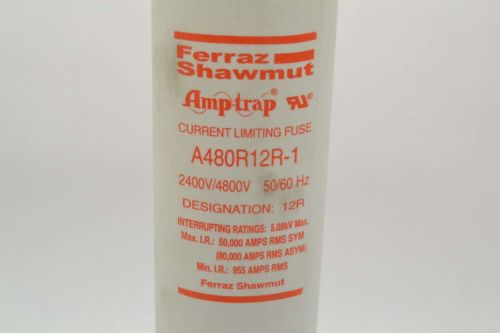 Ferraz
Shawmut
Amp-trap® UR®
CURRENT LIMITING FUSE
A480R12R-1
2400V/4800V 50/60 Hz
DESIGNATION: 12R
INTERRUPTING RATINGS: 5.08kV Max.
Max. I.R.: 50,000 AMPS RMS SYM
(80,000 AMPS RMS ASYM)
Min. I.R.: 955 AMPS RMS
Ferraz Shawmut